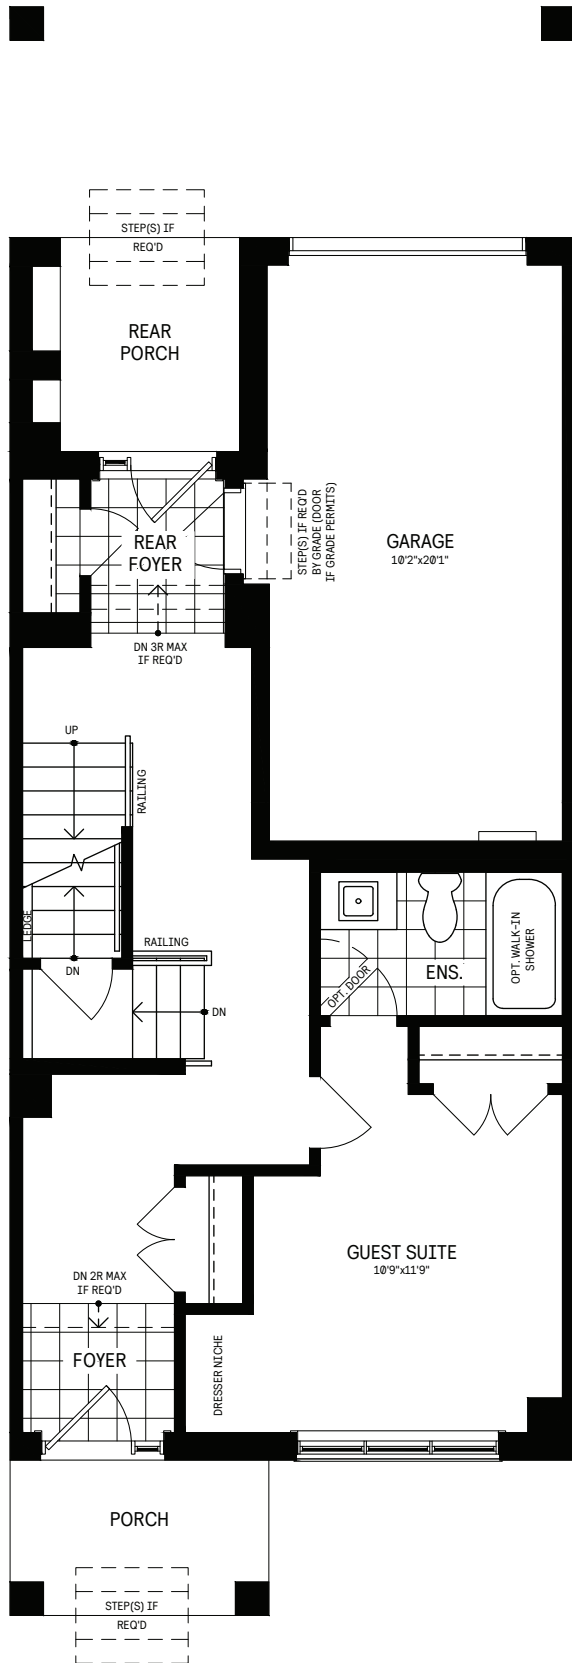 STEP(S) IF
REQ'D
REAR
PORCH
REAR
FOYER
STEP(S) IF REQ'D
BY GRADE (DOOR
IF GRADE PERMITS)
GARAGE
10'2"x20'1"
DN 3R MAX
IF REQ'D
UP
RAILING
LEDGE
DN
RAILING
DN
OPT. DOOR
ENS.
OPT. WALK-IN
SHOWER
GUEST SUITE
10'9"x11'9"
DN 2R MAX
IF REQ'D
FOYER
DRESSER NICHE
PORCH
STEP(S) IF
REQ'D